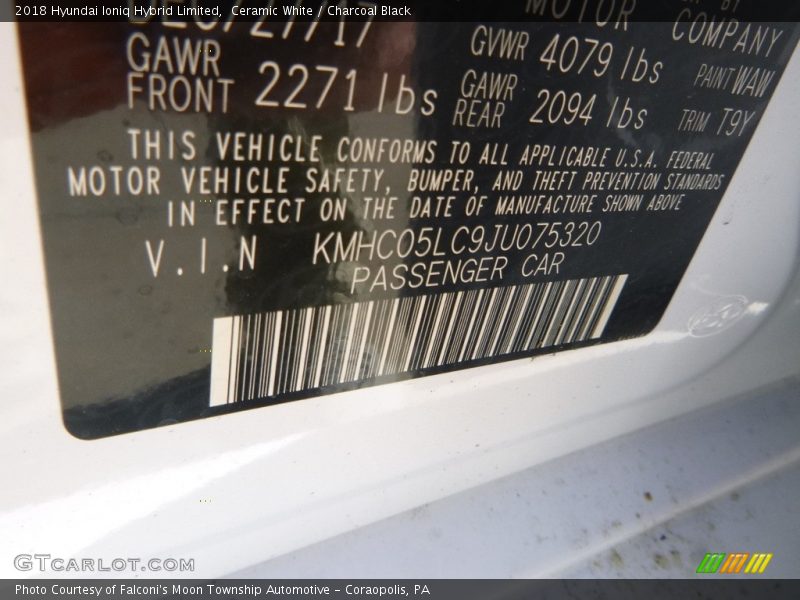 2018 Hyundai Ioniq Hybrid Limited, Ceramic White / Charcoal Black
MOTOR BY
COMPANY
GAWR FRONT 2271 lbs
GVWR 4079 lbs
GAWR REAR 2094 lbs
PAINT WAW
TRIM T9Y
THIS VEHICLE CONFORMS TO ALL APPLICABLE U.S.A. FEDERAL
MOTOR VEHICLE SAFETY, BUMPER, AND THEFT PREVENTION STANDARDS
IN EFFECT ON THE DATE OF MANUFACTURE SHOWN ABOVE
V.I.N KMHC05LC9JU075320
PASSENGER CAR
GTCARLOT.COM
Photo Courtesy of Falconi's Moon Township Automotive - Coraopolis, PA